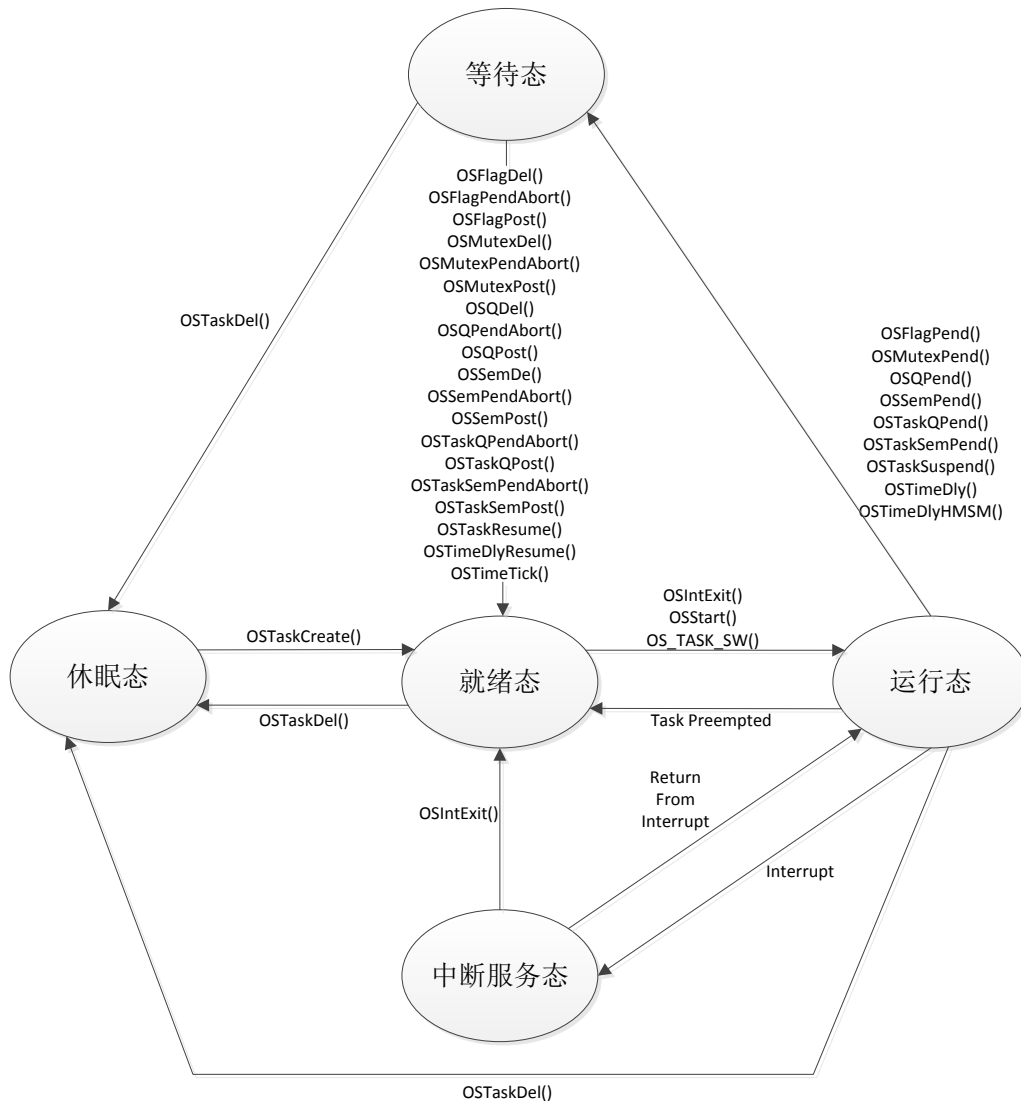 等待态
OSFlagDel()
OSFlagPendAbort()
OSFlagPost()
OSMutexDel()
OSMutexPendAbort()
OSMutexPost()
OSQDel()
OSQPendAbort()
OSQPost()
OSSemDe()
OSSemPendAbort()
OSSemPost()
OSTaskQPendAbort()
OSTaskQPost()
OSTaskSemPendAbort()
OSTaskSemPost()
OSTaskResume()
OSTimeDlyResume()
OSTimeTick()
OSTaskDel()
OSFlagPend()
OSMutexPend()
OSQPend()
OSSemPend()
OSTaskQPend()
OSTaskSemPend()
OSTaskSuspend()
OSTimeDly()
OSTimeDlyHMSM()
休眠态
OSTaskCreate()
OSTaskDel()
就绪态
OSIntExit()
OSStart()
OS_TASK_SW()
Task Preempted
运行态
OSIntExit()
Return
From
Interrupt
Interrupt
中断服务态
OSTaskDel()